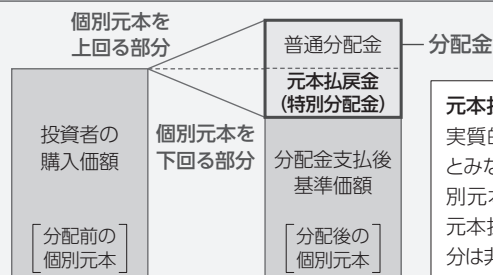 個別元本を
上回る部分
普通分配金
分配金
元本払戻金
(特別分配金)
投資者の
購入価額
個別元本を
下回る部分
分配金支払後
基準価額
分配前の
個別元本
分配後の
個別元本
元本
実質
とみな
別元
元本
分は非